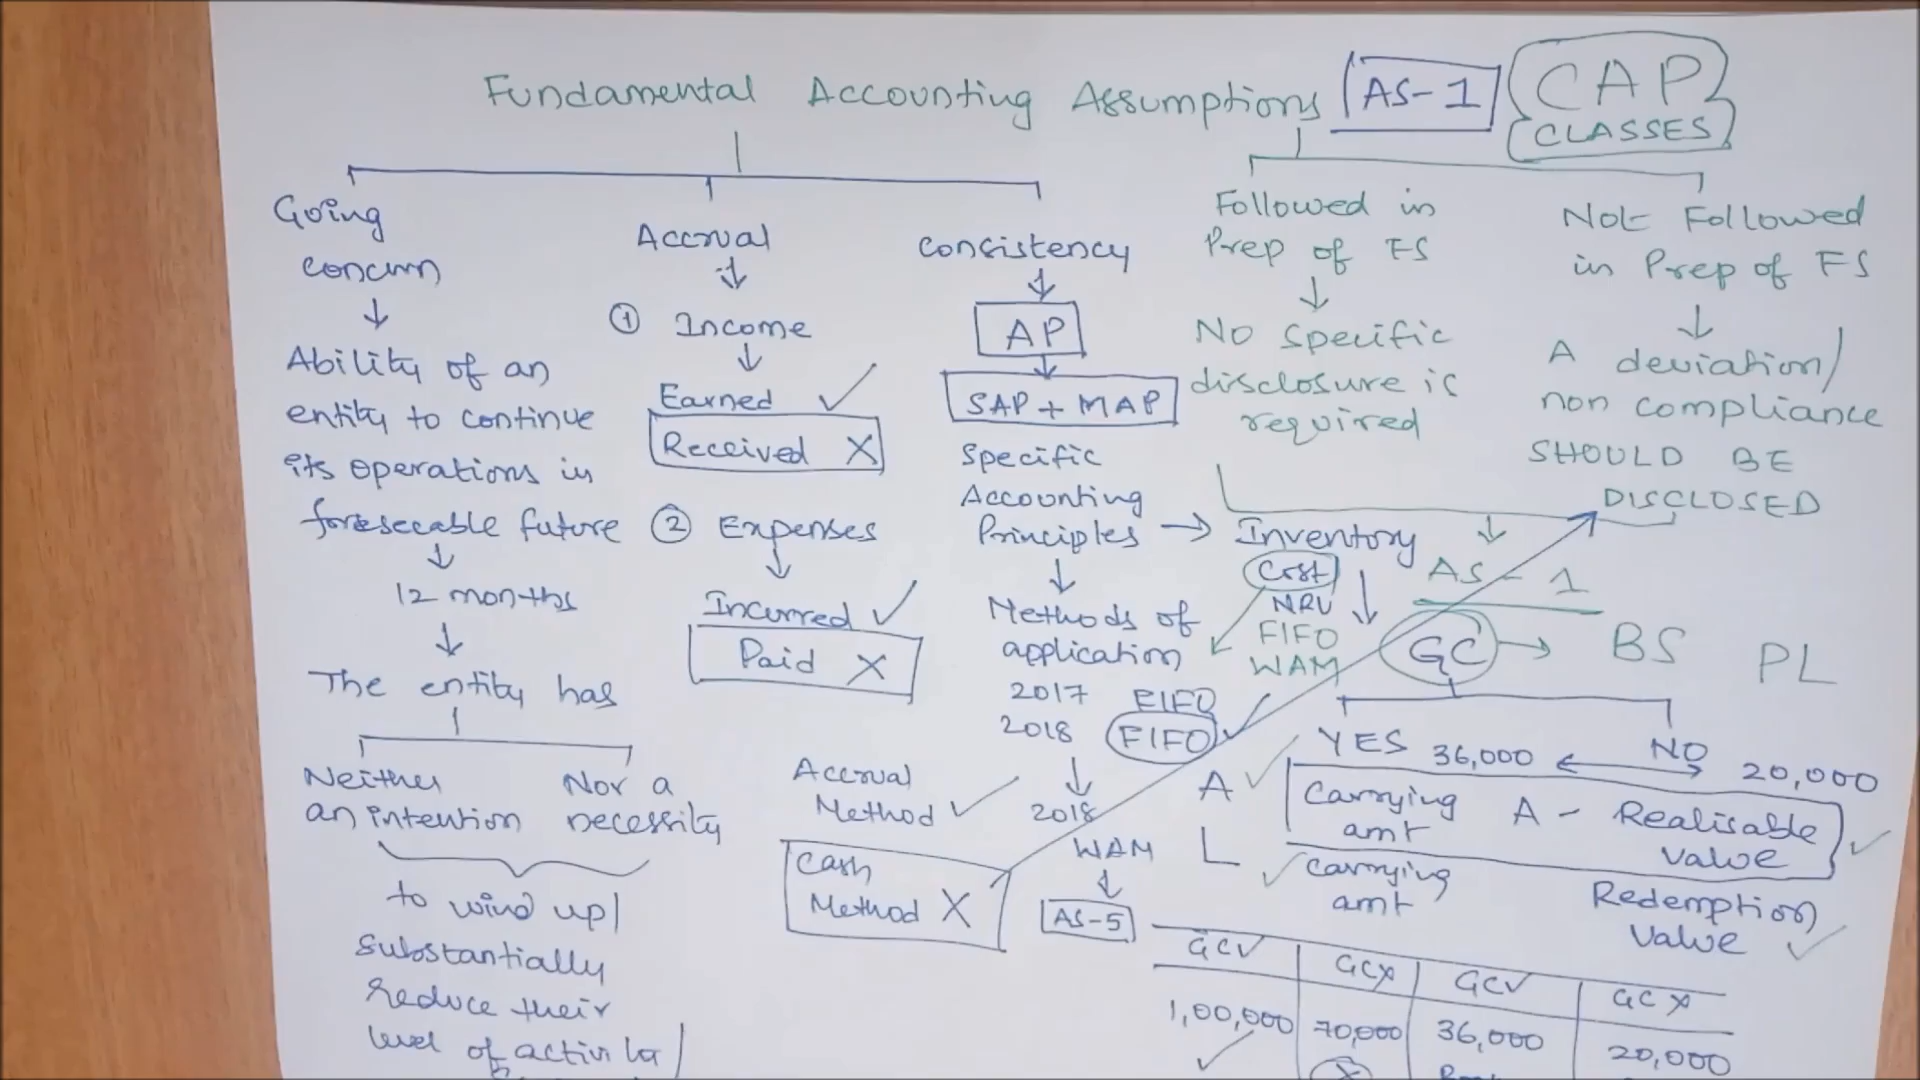 Fundamental Accounting Assumptions AS-1
CAP
CLASSES
Going
concern
Ability of an
entity to continue
its operations in
foreseeable future
12 months
The entity has
Neither
an intention
Nor a
necessity
to wind up/
substantially
reduce their
level of
Accrual
① Income
Earned ✓
Received X
② Expenses
Incurred ✓
Paid X
Accrual
Method ✓
Cash
Method X
Consistency
AP
SAP + MAP
Specific
Accounting
Principles → Inventory
Cost
NRV
FIFO
WAM
Methods of
application
2017 FIFO
2018 FIFO
2018
WAM
AS-5
Followed in
Prep of FS
No specific
disclosure is
required
Not Followed
in Prep of FS
A deviation/
non compliance
SHOULD BE
DISCLOSED
AS-1
GC → BS PL
YES 36,000
NO 20,000
A ✓ Carrying
amt
A - Realisable
Value ✓
L ✓ Carrying
amt
Redemption
Value ✓
GC✓ GCX GC✓ GCX
1,00,000 70,000 36,000 20,000